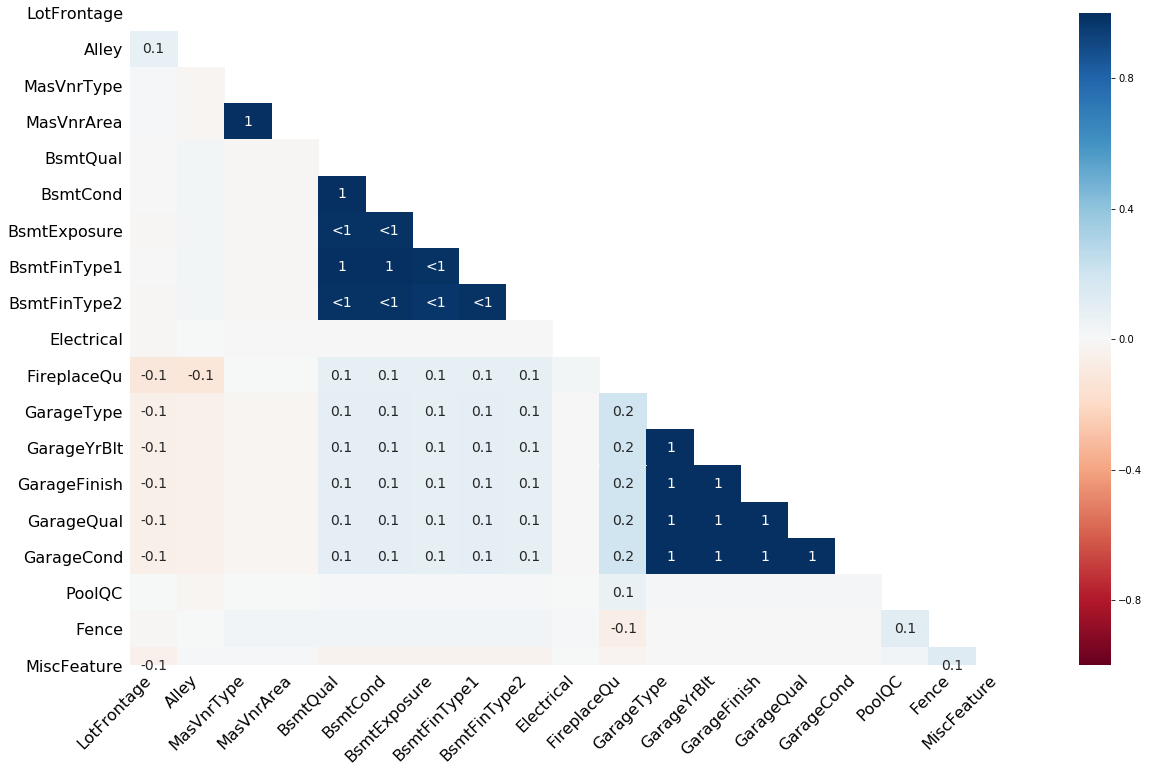 LotFrontage
Alley 0.1
MasVnrType
MasVnrArea 1
BsmtQual
BsmtCond 1
BsmtExposure <1 <1
BsmtFinType1 1 1 <1
BsmtFinType2 <1 <1 <1 <1
Electrical
FireplaceQu -0.1 -0.1 0.1 0.1 0.1 0.1 0.1
GarageType -0.1 0.1 0.1 0.1 0.1 0.1 0.2
GarageYrBlt -0.1 0.1 0.1 0.1 0.1 0.1 0.2 1
GarageFinish -0.1 0.1 0.1 0.1 0.1 0.1 0.2 1 1
GarageQual -0.1 0.1 0.1 0.1 0.1 0.1 0.2 1 1 1
GarageCond -0.1 0.1 0.1 0.1 0.1 0.1 0.2 1 1 1 1
PoolQC 0.1
Fence -0.1 0.1
MiscFeature -0.1 0.1
LotFrontage
Alley
MasVnrType
MasVnrArea
BsmtQual
BsmtCond
BsmtExposure
BsmtFinType1
BsmtFinType2
Electrical
FireplaceQu
GarageType
GarageYrBlt
GarageFinish
GarageQual
GarageCond
PoolQC
Fence
MiscFeature
0.8
0.4
0.0
−0.4
−0.8